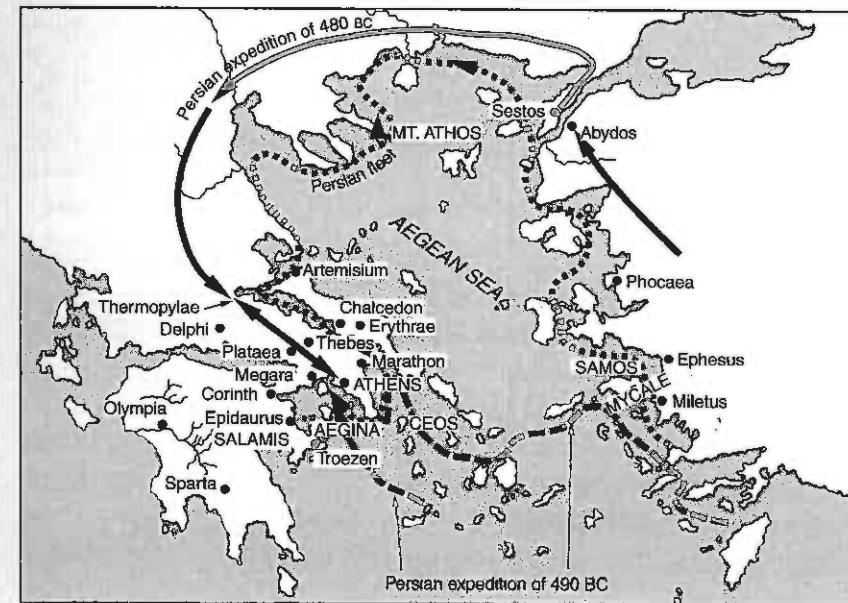 Persian expedition of 480 BC
Sestos
MT. ATHOS
Abydos
Persian fleet
AEGEAN SEA
Phocaea
Artemisium
Thermopylae
Chalcedon
Erythrae
Delphi
Thebes
Plataea
Marathon
SAMOS
Ephesus
Megara
ATHENS
MYCALE
Corinth
Miletus
Olympia
Epidaurus
AEGINA
CEOS
SALAMIS
Troezen
Sparta
Persian expedition of 490 BC